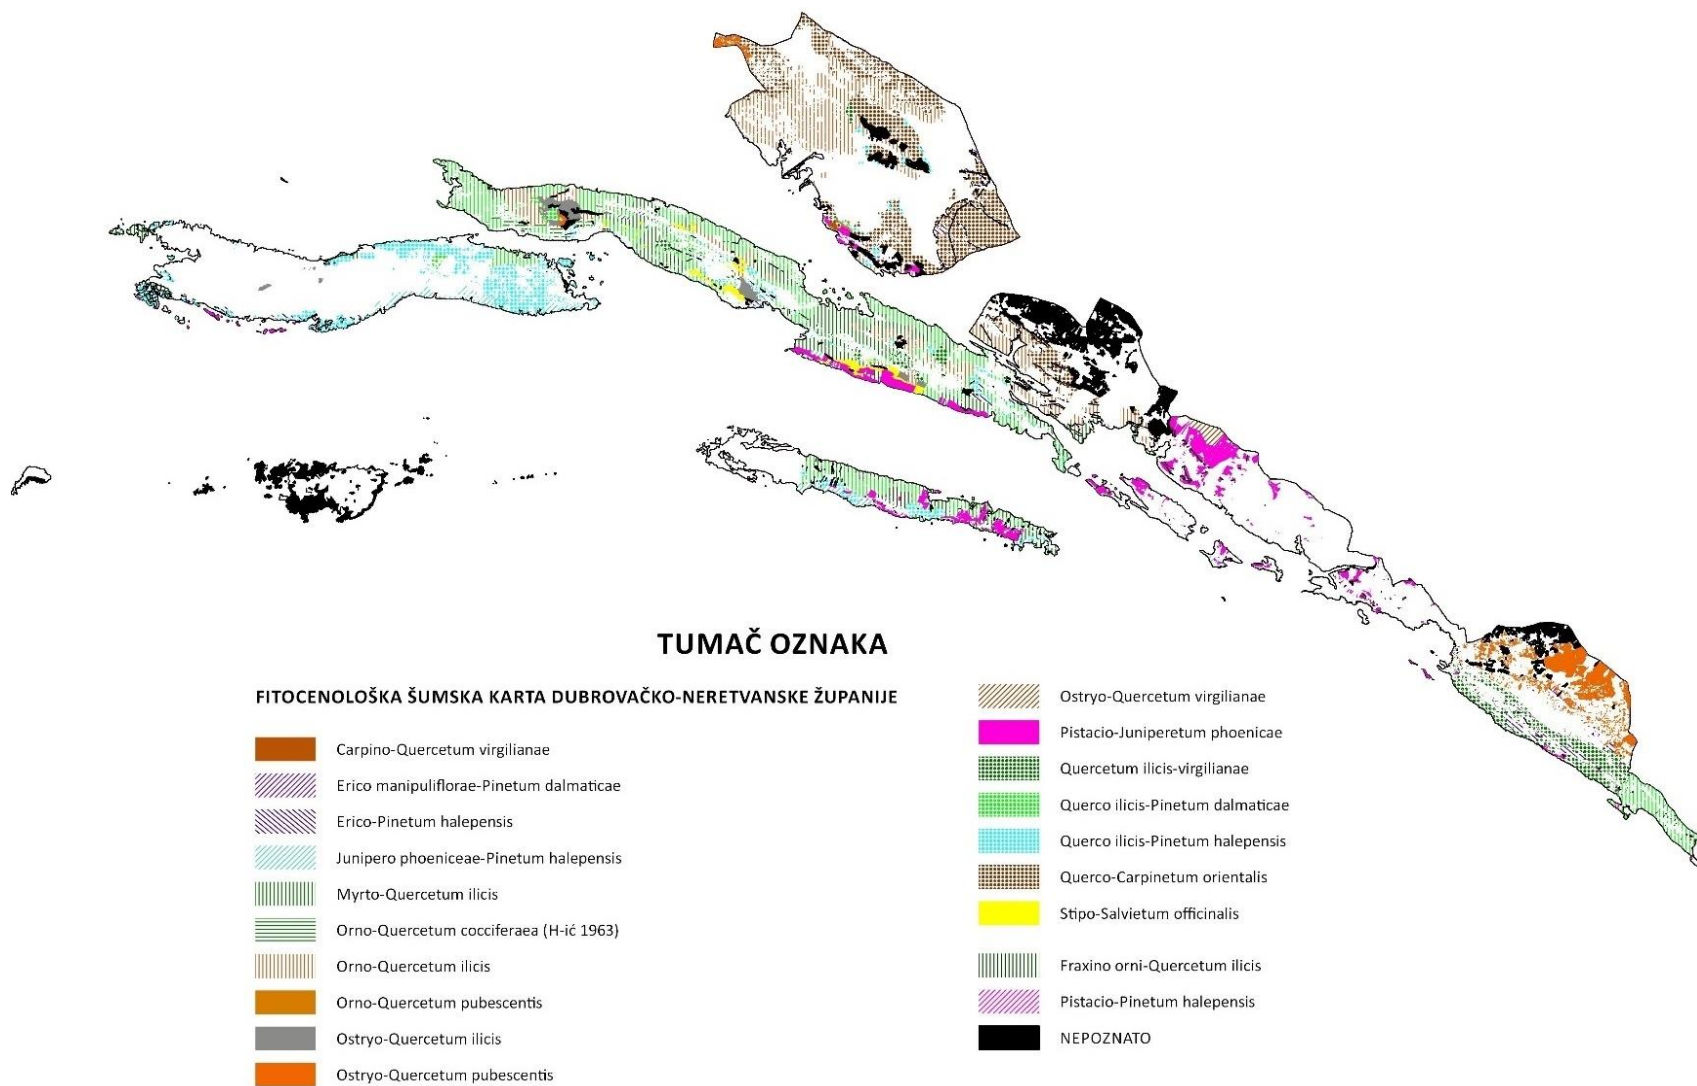 TUMAČ OZNAKA
FITOCENOLOŠKA ŠUMSKA KARTA DUBROVAČKO-NERETVANSKE ŽUPANIJE
Carpino-Quercetum virgilianae
Erico manipuliflorae-Pinetum dalmaticae
Erico-Pinetum halepensis
Junipero phoeniceae-Pinetum halepensis
Myrto-Quercetum ilicis
Orno-Quercetum cocciferaea (H-ić 1963)
Orno-Quercetum ilicis
Orno-Quercetum pubescentis
Ostryo-Quercetum ilicis
Ostryo-Quercetum pubescentis
Ostryo-Quercetum virgilianae
Pistacio-Juniperetum phoenicae
Quercetum ilicis-virgilianae
Querco ilicis-Pinetum dalmaticae
Querco ilicis-Pinetum halepensis
Querco-Carpinetum orientalis
Stipo-Salvietum officinalis
Fraxino orni-Quercetum ilicis
Pistacio-Pinetum halepensis
NEPOZNATO